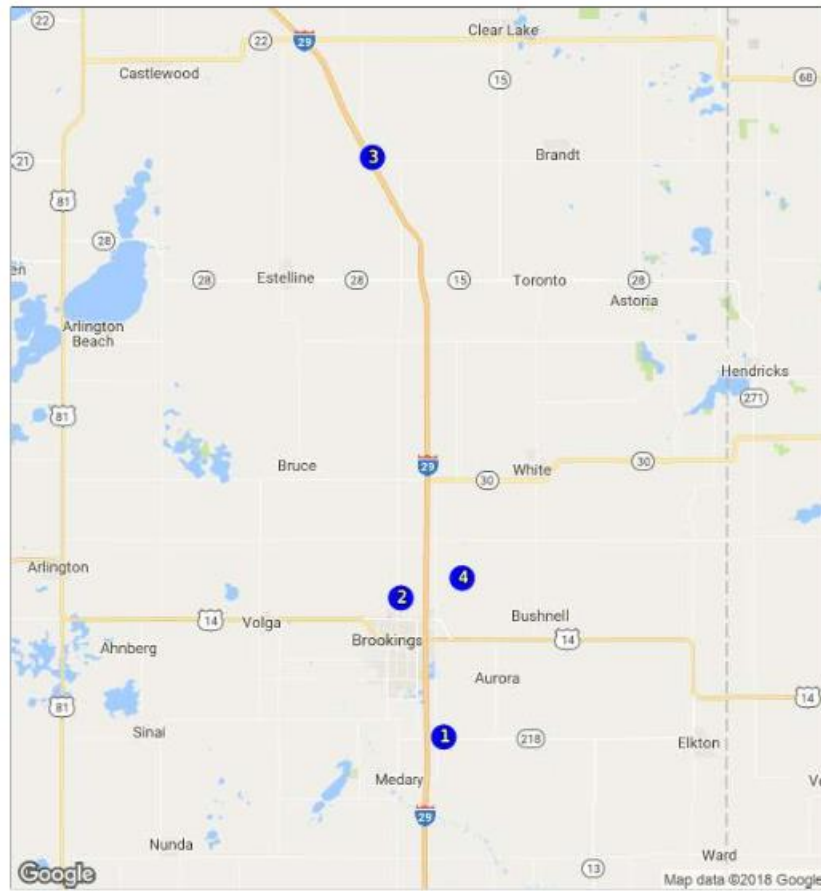 22
29
Clear Lake
22
Castlewood
15
68
3
Brandt
21
81
28
Estelline
28
28
15
Toronto
28
Astoria
Arlington
Beach
Hendricks
271
81
Bruce
29
White
30
30
Arlington
4
2
14
Volga
Bushnell
Brookings
14
Ahnberg
Aurora
81
14
Sinai
1
218
Elkton
Medary
29
Nunda
Ward
13
Google
Map data ©2018 Google